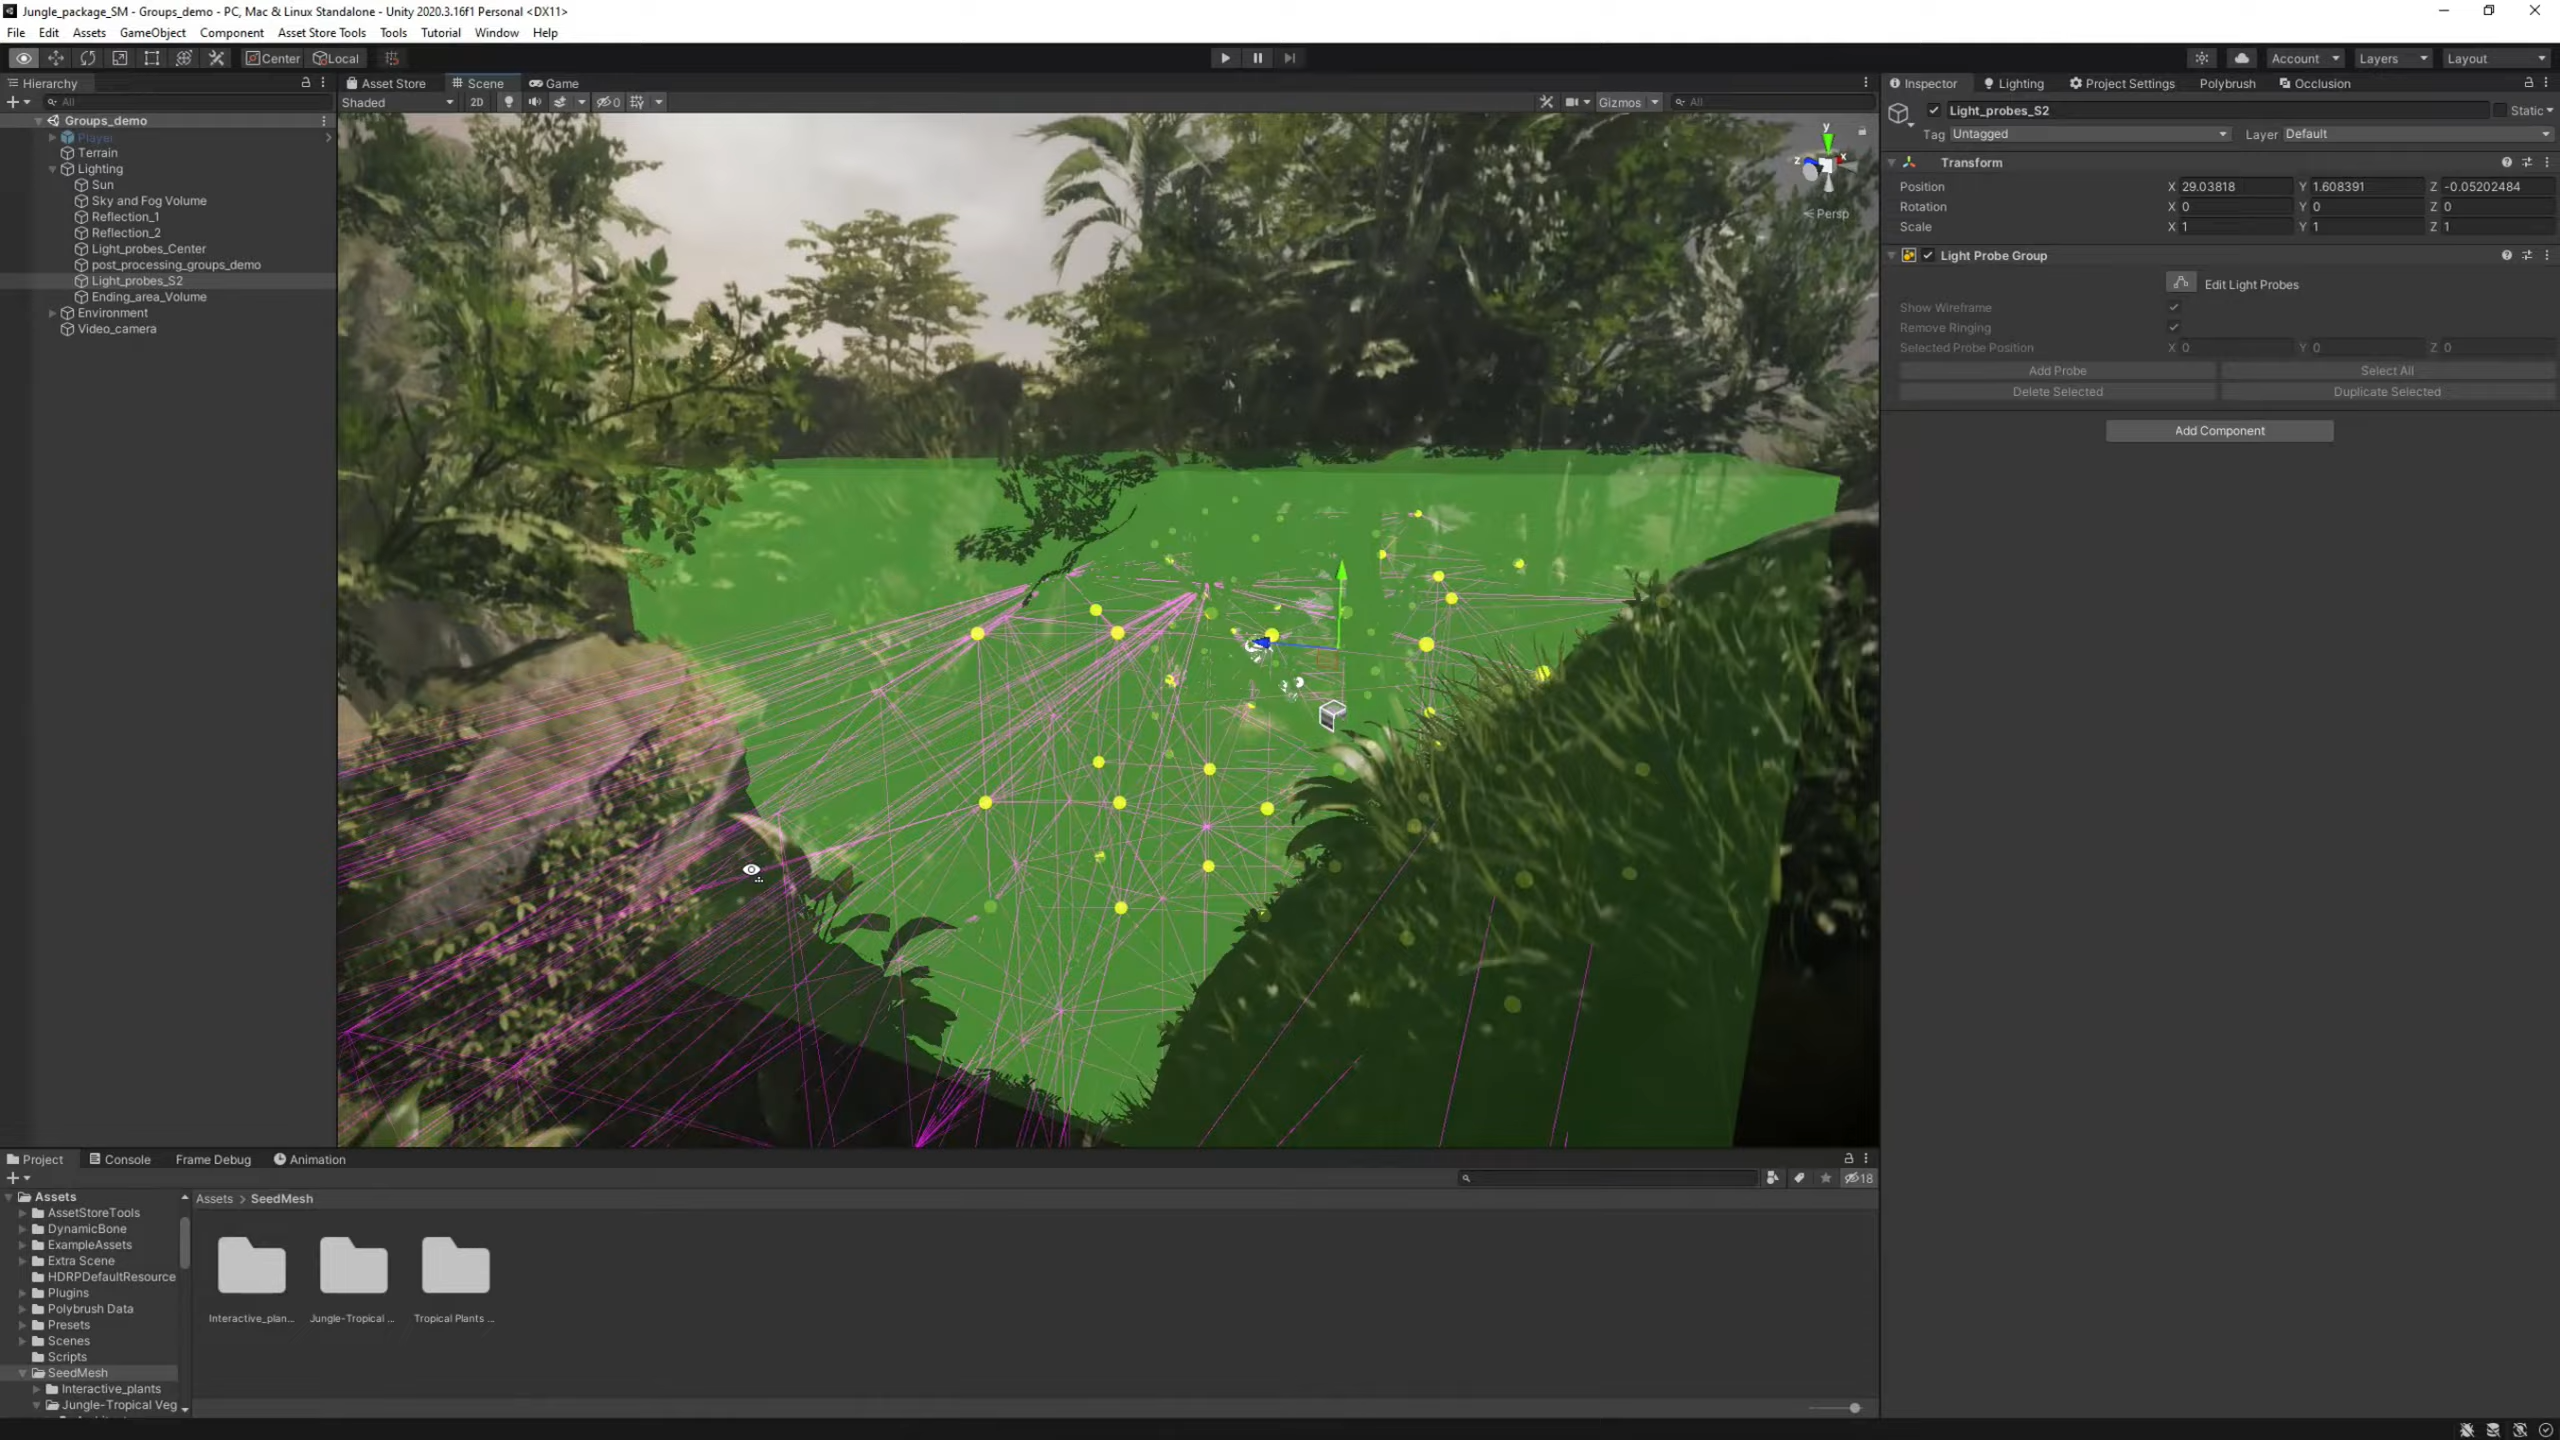 Jungle_package_SM - Groups_demo - PC, Mac & Linux Standalone - Unity 2020.3.16f1 Personal <DX11>
File Edit Assets GameObject Component Asset Store Tools Tools Tutorial Window Help
Center Local Account Layers Layout
Hierarchy
All
Groups_demo
Player
Terrain
Lighting
Sun
Sky and Fog Volume
Reflection_1
Reflection_2
Light_probes_Center
post_processing_groups_demo
Light_probes_S2
Ending_area_Volume
Environment
Video_camera
Asset Store Scene Game
Shaded 2D 0 Gizmos All
y
z x
Persp
Inspector Lighting Project Settings Polybrush Occlusion
Light_probes_S2 Static
Tag Untagged Layer Default
Transform
Position X 29.03818 Y 1.608391 Z -0.05202484
Rotation X 0 Y 0 Z 0
Scale X 1 Y 1 Z 1
Light Probe Group
Edit Light Probes
Show Wireframe
Remove Ringing
Selected Probe Position X 0 Y 0 Z 0
Add Probe Select All
Delete Selected Duplicate Selected
Add Component
Project Console Frame Debug Animation
18
Assets
AssetStoreTools
DynamicBone
ExampleAssets
Extra Scene
HDRPDefaultResource
Plugins
Polybrush Data
Presets
Scenes
Scripts
SeedMesh
Interactive_plants
Jungle-Tropical Veg
Assets > SeedMesh
Interactive_plan... Jungle-Tropical ... Tropical Plants ...